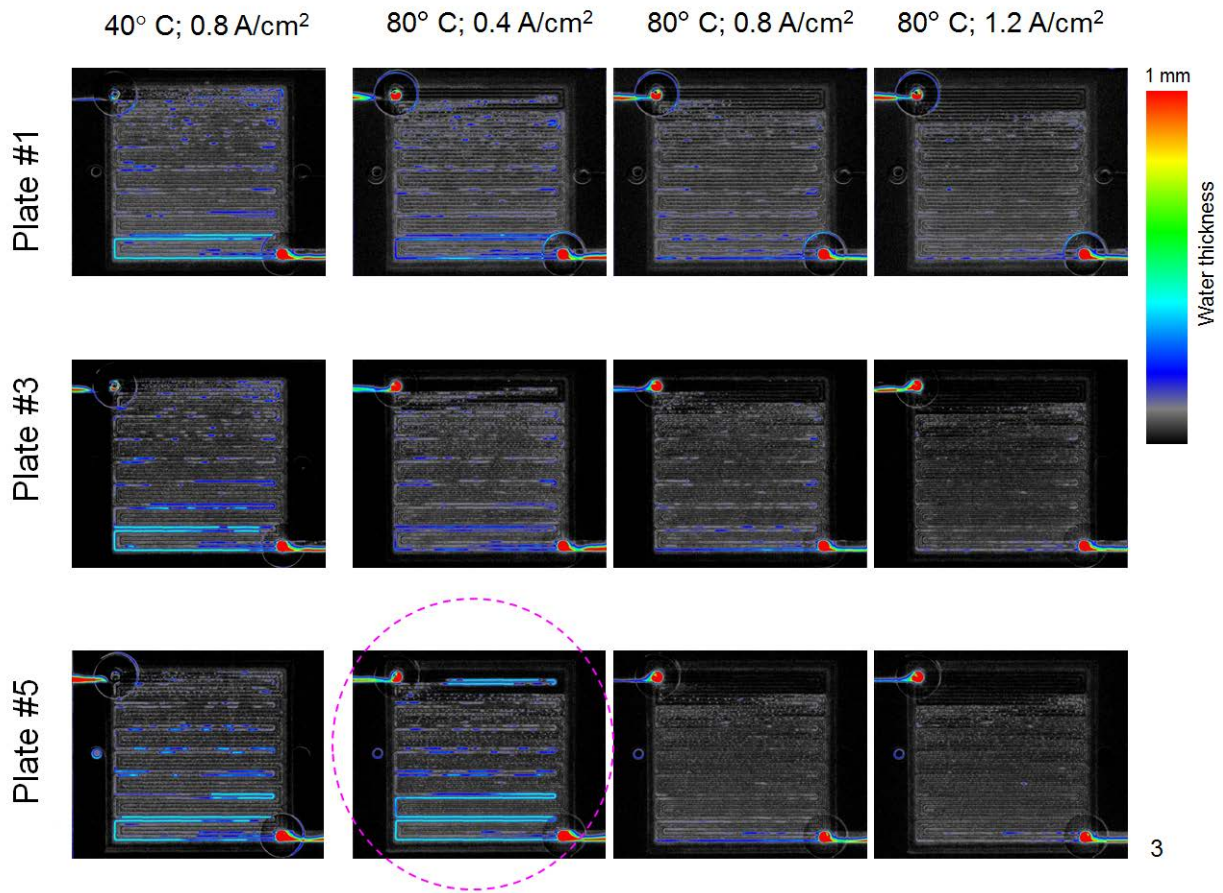 40° C; 0.8 A/cm²
80° C; 0.4 A/cm²
80° C; 0.8 A/cm²
80° C; 1.2 A/cm²
1 mm
Water thickness
Plate #1
Plate #3
Plate #5
3